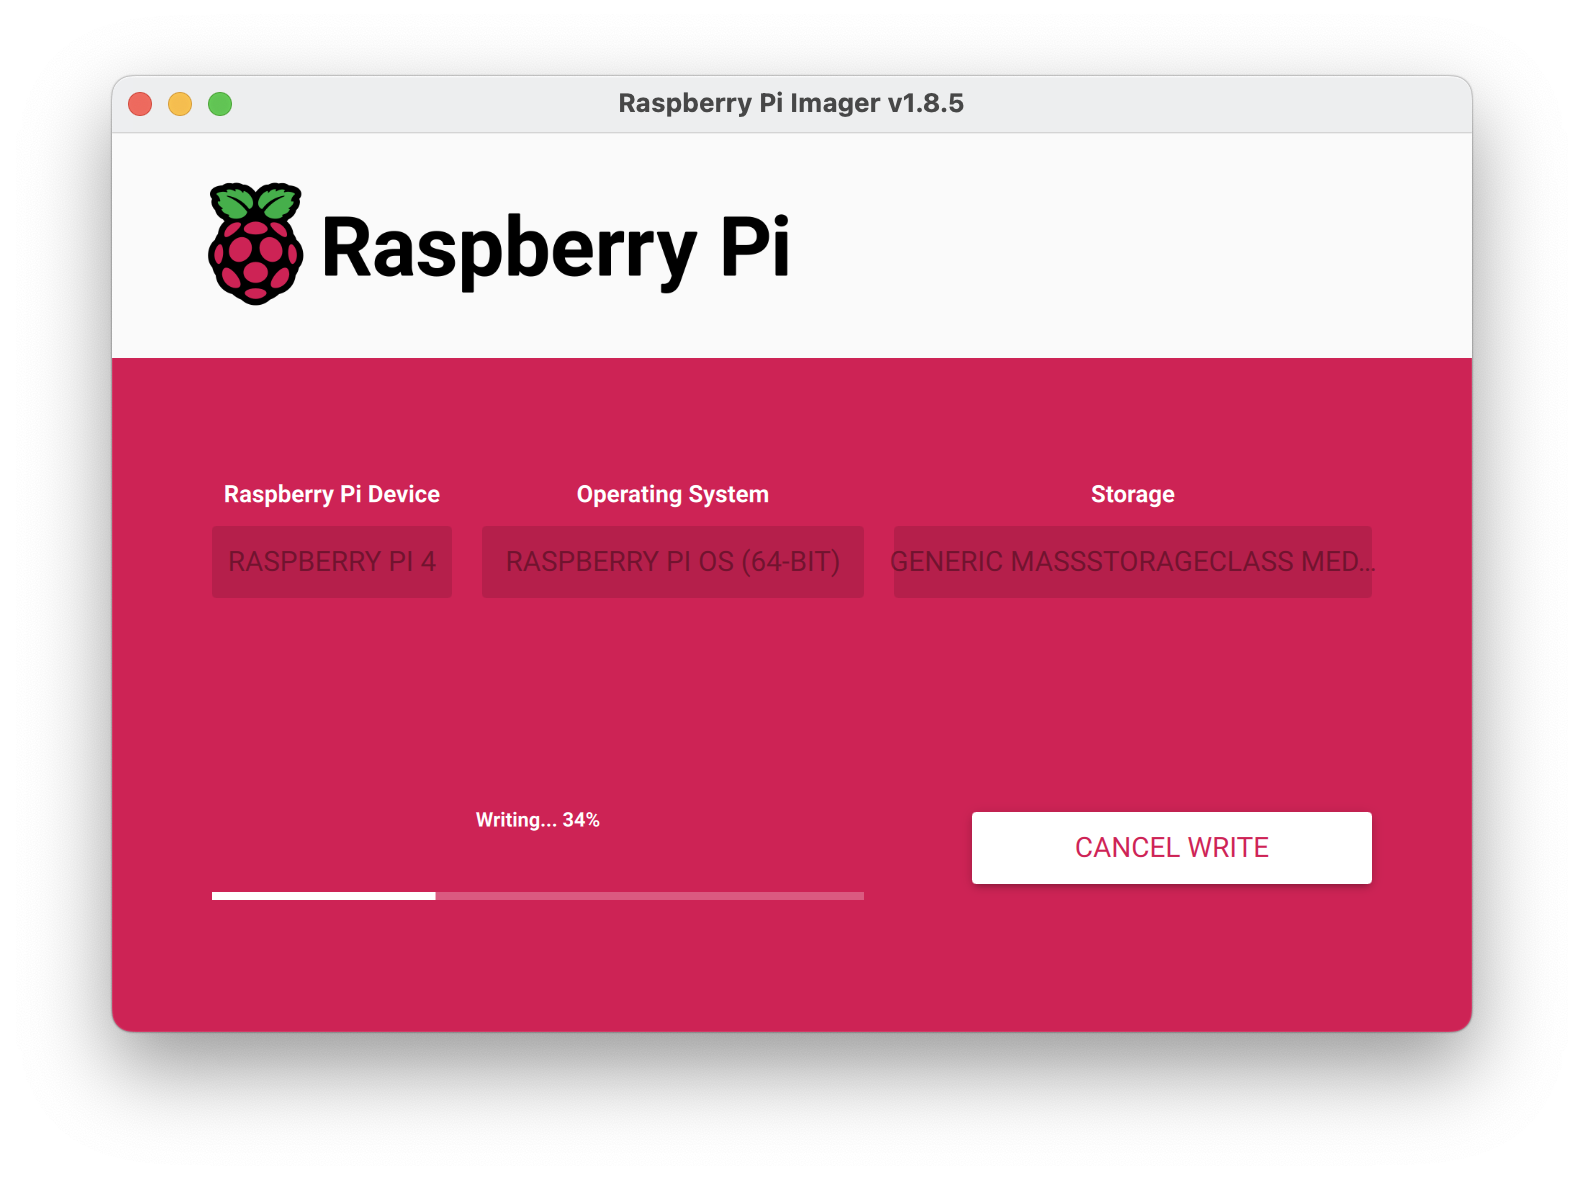 Raspberry Pi Imager v1.8.5
Raspberry Pi
Raspberry Pi Device
Operating System
Storage
RASPBERRY PI 4
RASPBERRY PI OS (64-BIT)
GENERIC MASSSTORAGECLASS MED...
Writing... 34%
CANCEL WRITE